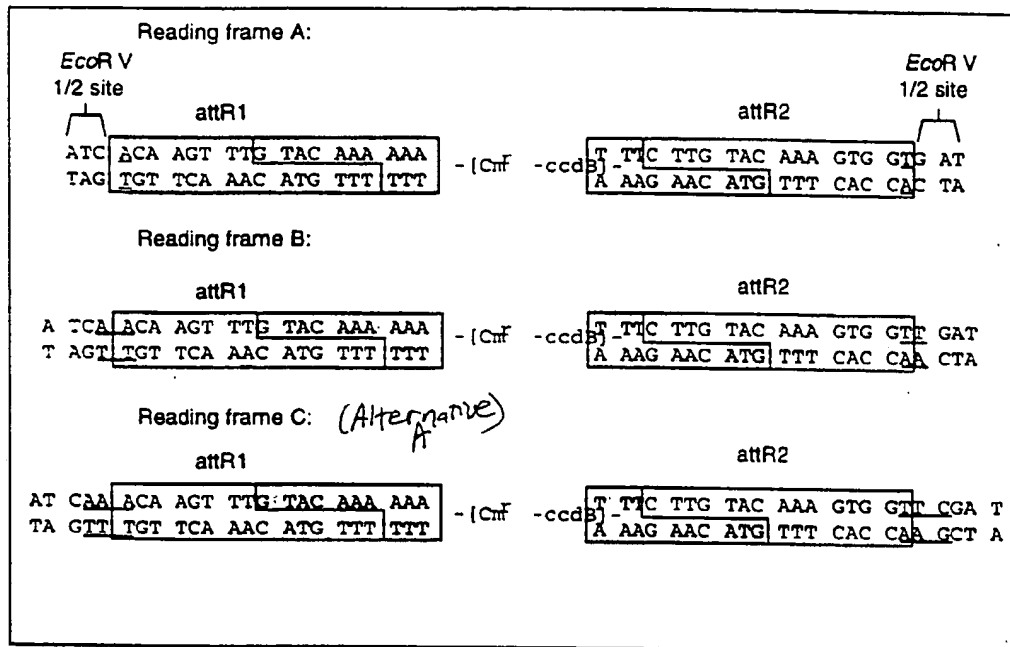 Reading frame A:
EcoR V
1/2 site
EcoR V
1/2 site
attR1
attR2
ATC ACA AGT TTG TAC AAA AAA -[Cmr -ccdB]- T TTC TTG TAC AAA GTG GTGAT
TAG TGT TCA AAC ATG TTT TTT A AAG AAC ATG TTT CAC CAC TA
Reading frame B:
attR1
attR2
A TCA ACA AGT TTG TAC AAA AAA -[Cmr -ccdB]- T TTC TTG TAC AAA GTG GTT GAT
T AGT TGT TCA AAC ATG TTT TTT A AAG AAC ATG TTT CAC CAA CTA
Reading frame C: (Alternative A)
attR1
attR2
AT CAA ACA AGT TTG TAC AAA AAA -[Cmr -ccdB]- T TTC TTG TAC AAA GTG GTT CGA T
TA GTT TGT TCA AAC ATG TTT TTT A AAG AAC ATG TTT CAC CAA GCT A